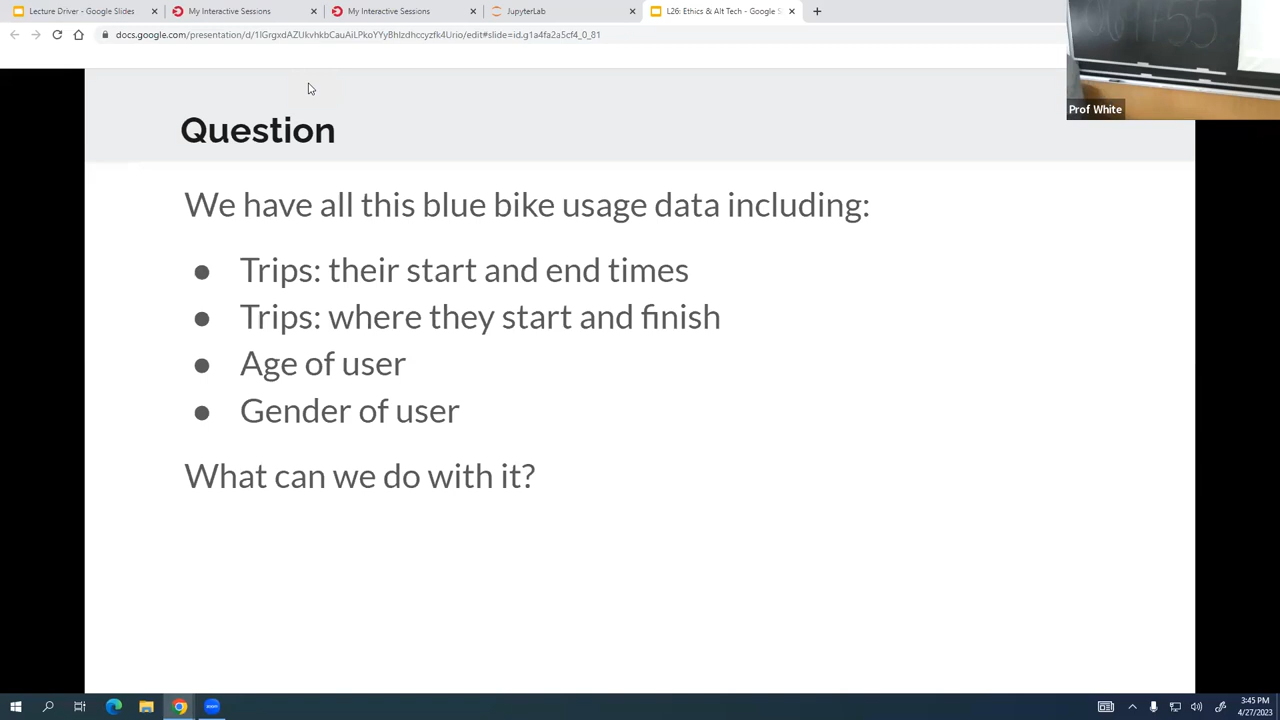 Lecture Driver - Google Slides
My Interactive Sessions
My Interactive Sessions
JupyterLab
L26: Ethics & Alt Tech - Google S
Prof White
Question
We have all this blue bike usage data including:
● Trips: their start and end times
● Trips: where they start and finish
● Age of user
● Gender of user
What can we do with it?
zoom
3:45 PM
4/27/2023